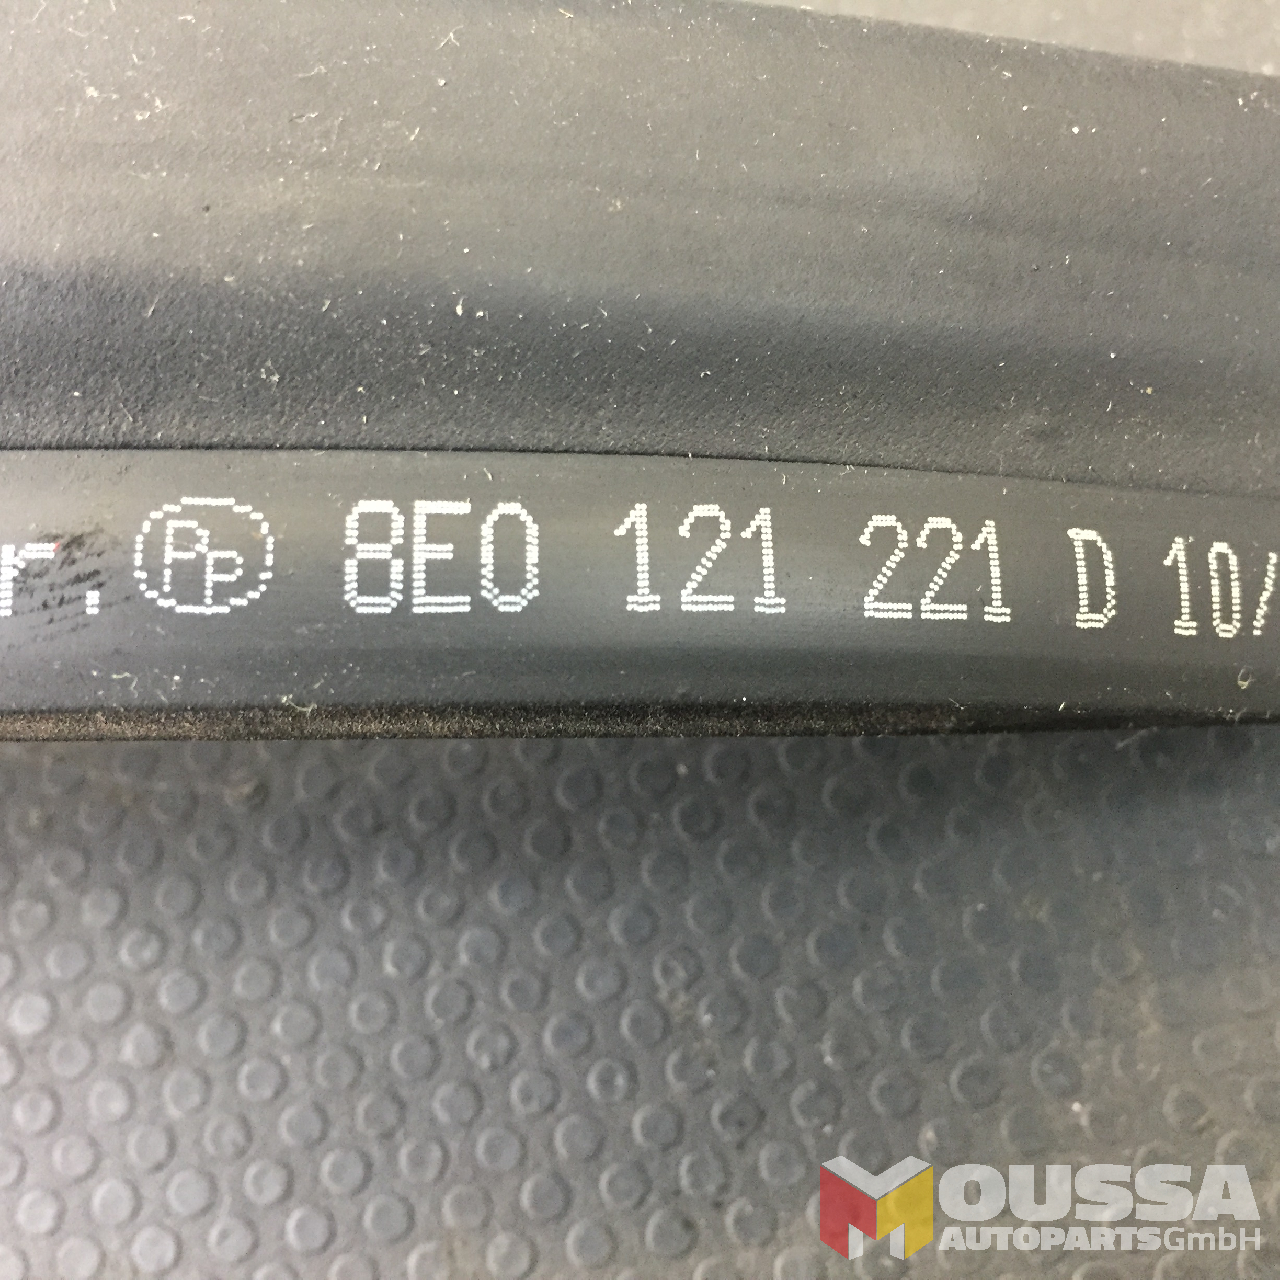 r. PP 8E0 121 221 D 10/
MOUSSA
AUTOPARTS GmbH